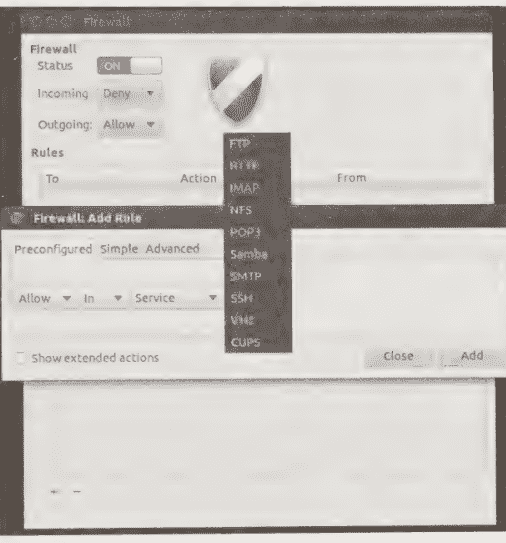 Firewall
Firewall
Status ON
Incoming Deny
Outgoing: Allow
Rules
To Action From
FTP
HTTP
IMAP
NFS
POP3
Samba
SMTP
SSH
VNC
CUPS
Firewall: Add Rule
Preconfigured Simple Advanced
Allow In Service
Show extended actions
Close Add